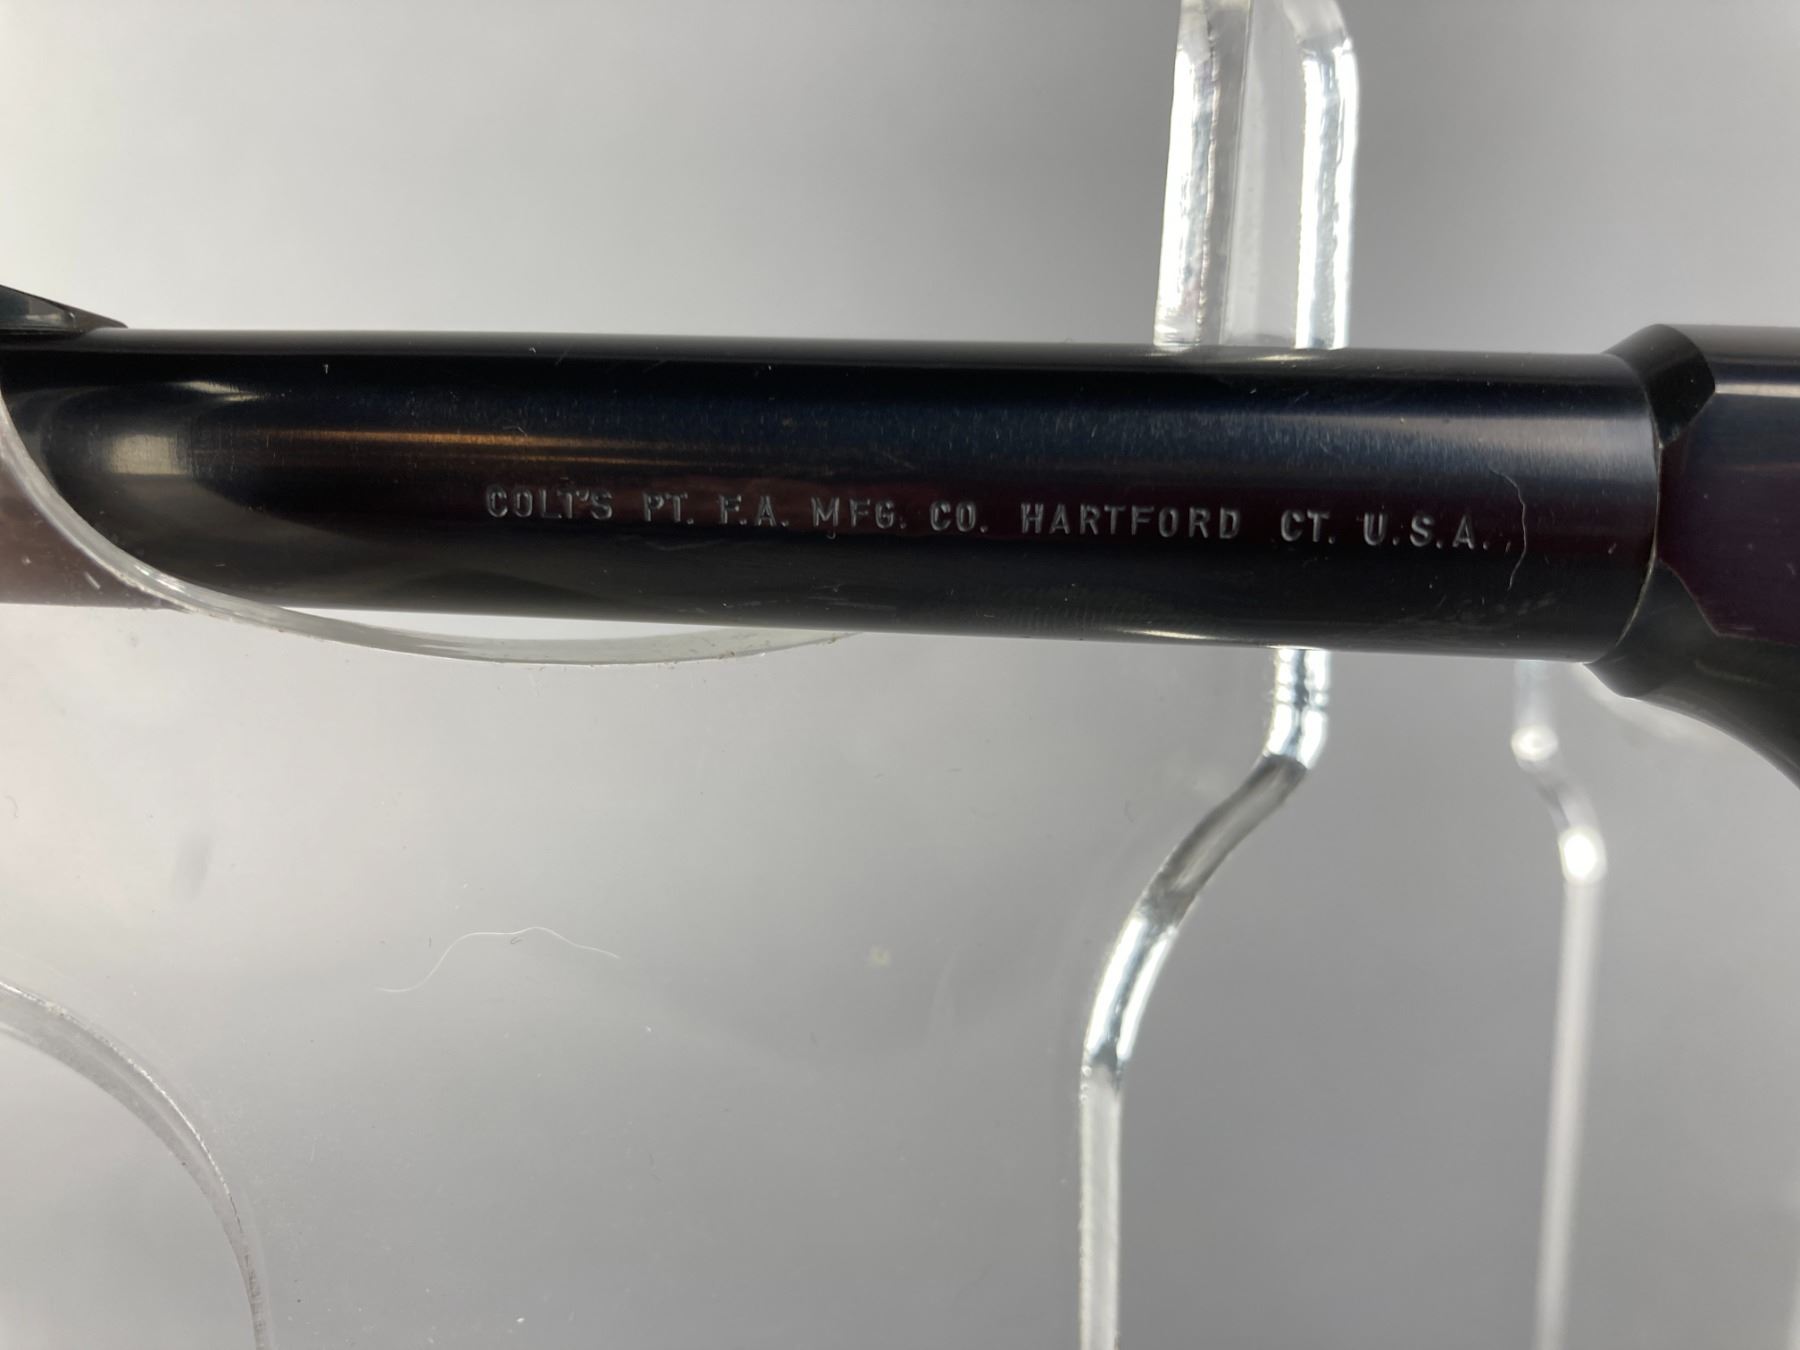 COLT'S PT. F.A. MFG. CO. HARTFORD CT. U.S.A.